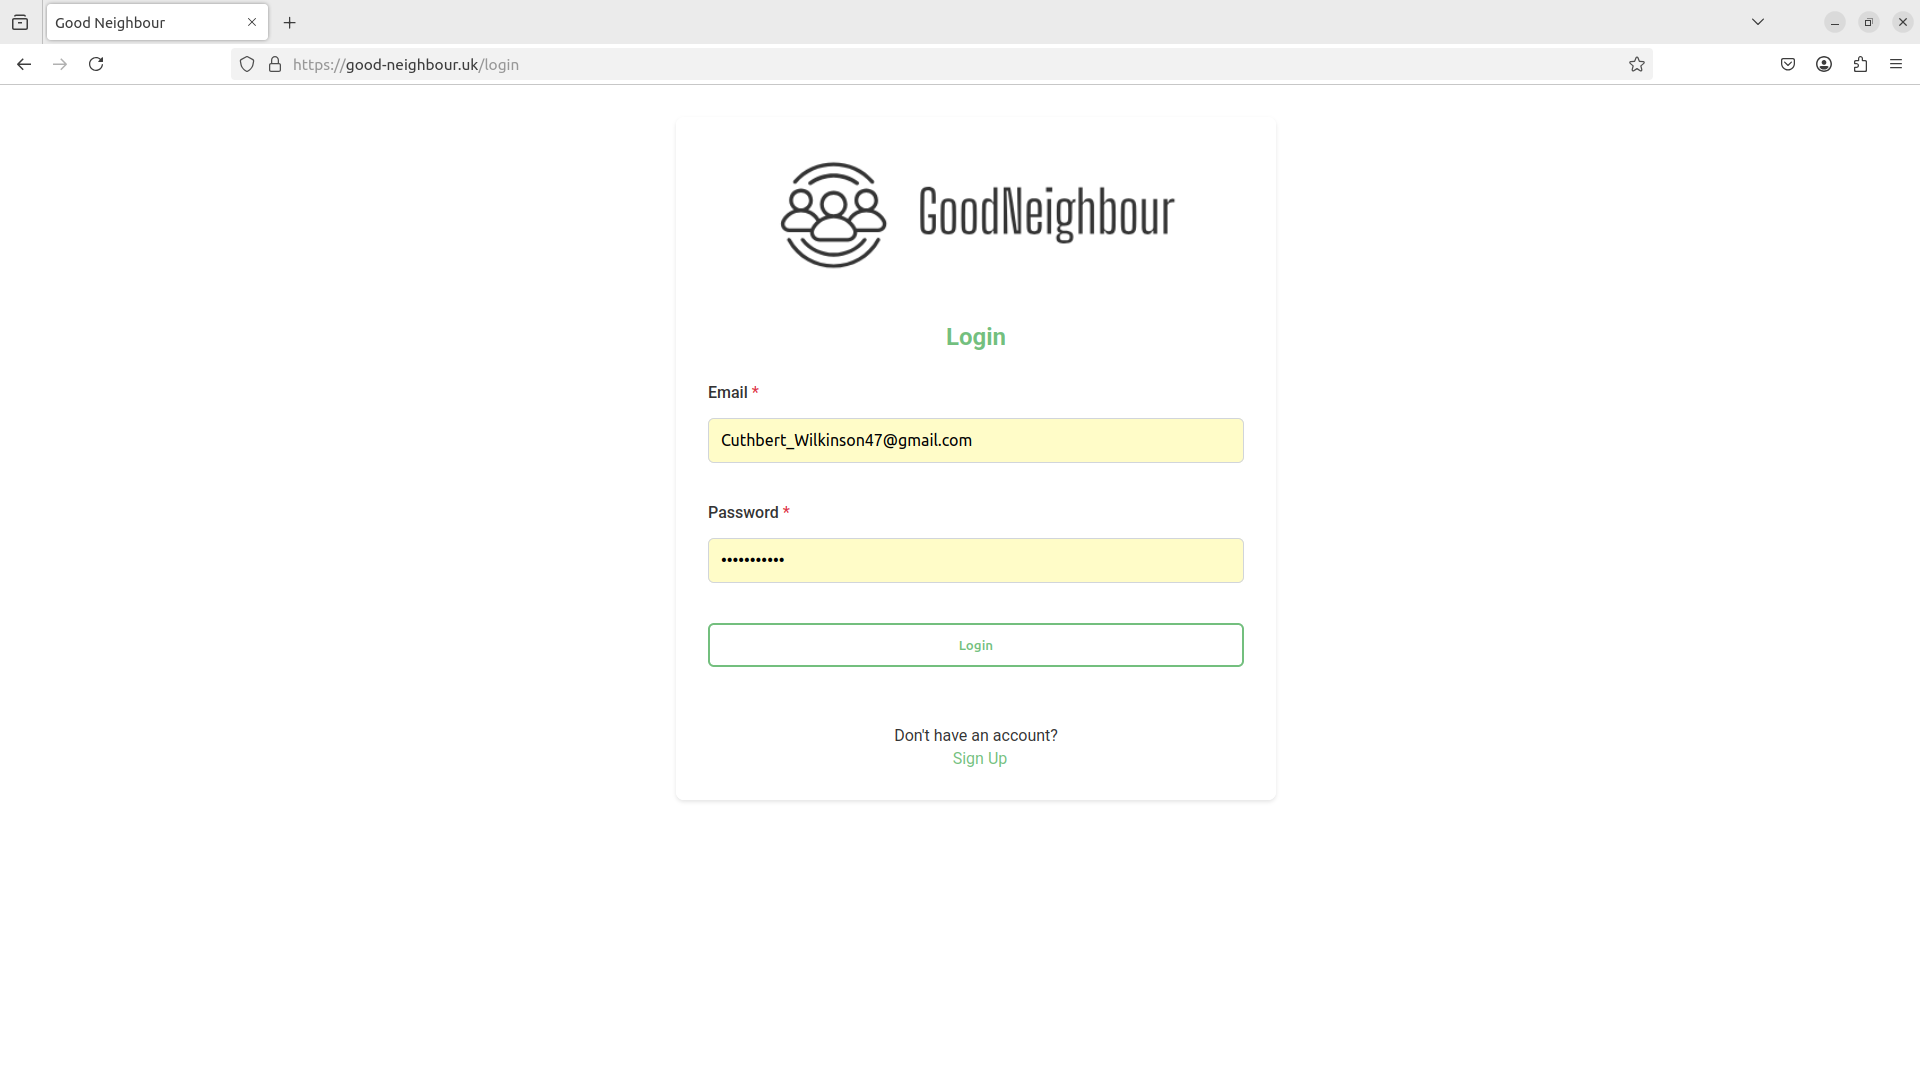 Good Neighbour
https://good-neighbour.uk/login
GoodNeighbour
Login
Email *
Cuthbert_Wilkinson47@gmail.com
Password *
•••••••••••
Login
Don't have an account?
Sign Up